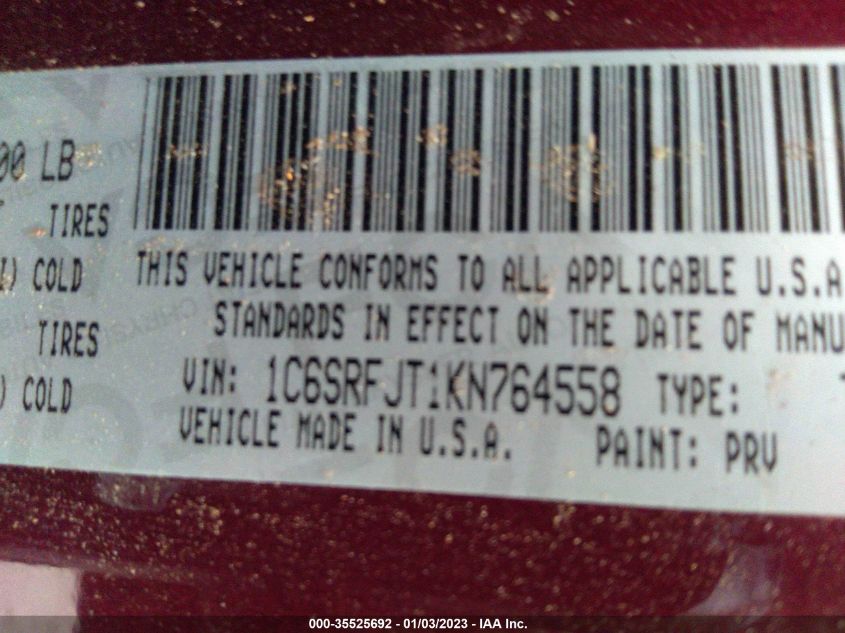 00 LB
TIRES
I) COLD
TIRES
) COLD
THIS VEHICLE CONFORMS TO ALL APPLICABLE U.S.A
STANDARDS IN EFFECT ON THE DATE OF MANU
VIN: 1C6SRFJT1KN764558 TYPE:
VEHICLE MADE IN U.S.A. PAINT: PRV
000-35525692 - 01/03/2023 - IAA Inc.